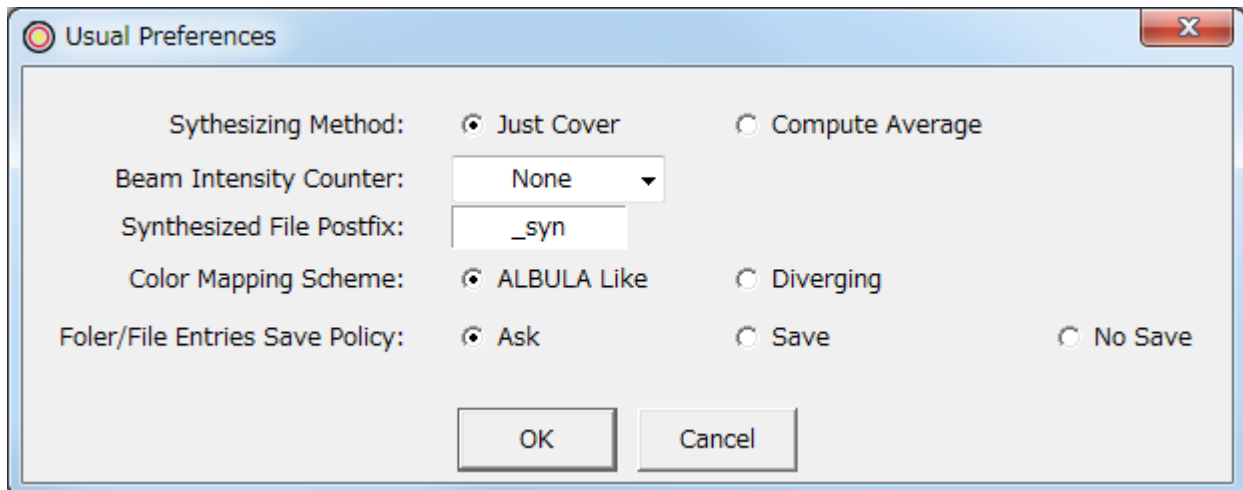 Usual Preferences
Sythesizing Method: Just Cover Compute Average
Beam Intensity Counter: None
Synthesized File Postfix: _syn
Color Mapping Scheme: ALBULA Like Diverging
Foler/File Entries Save Policy: Ask Save No Save
OK Cancel